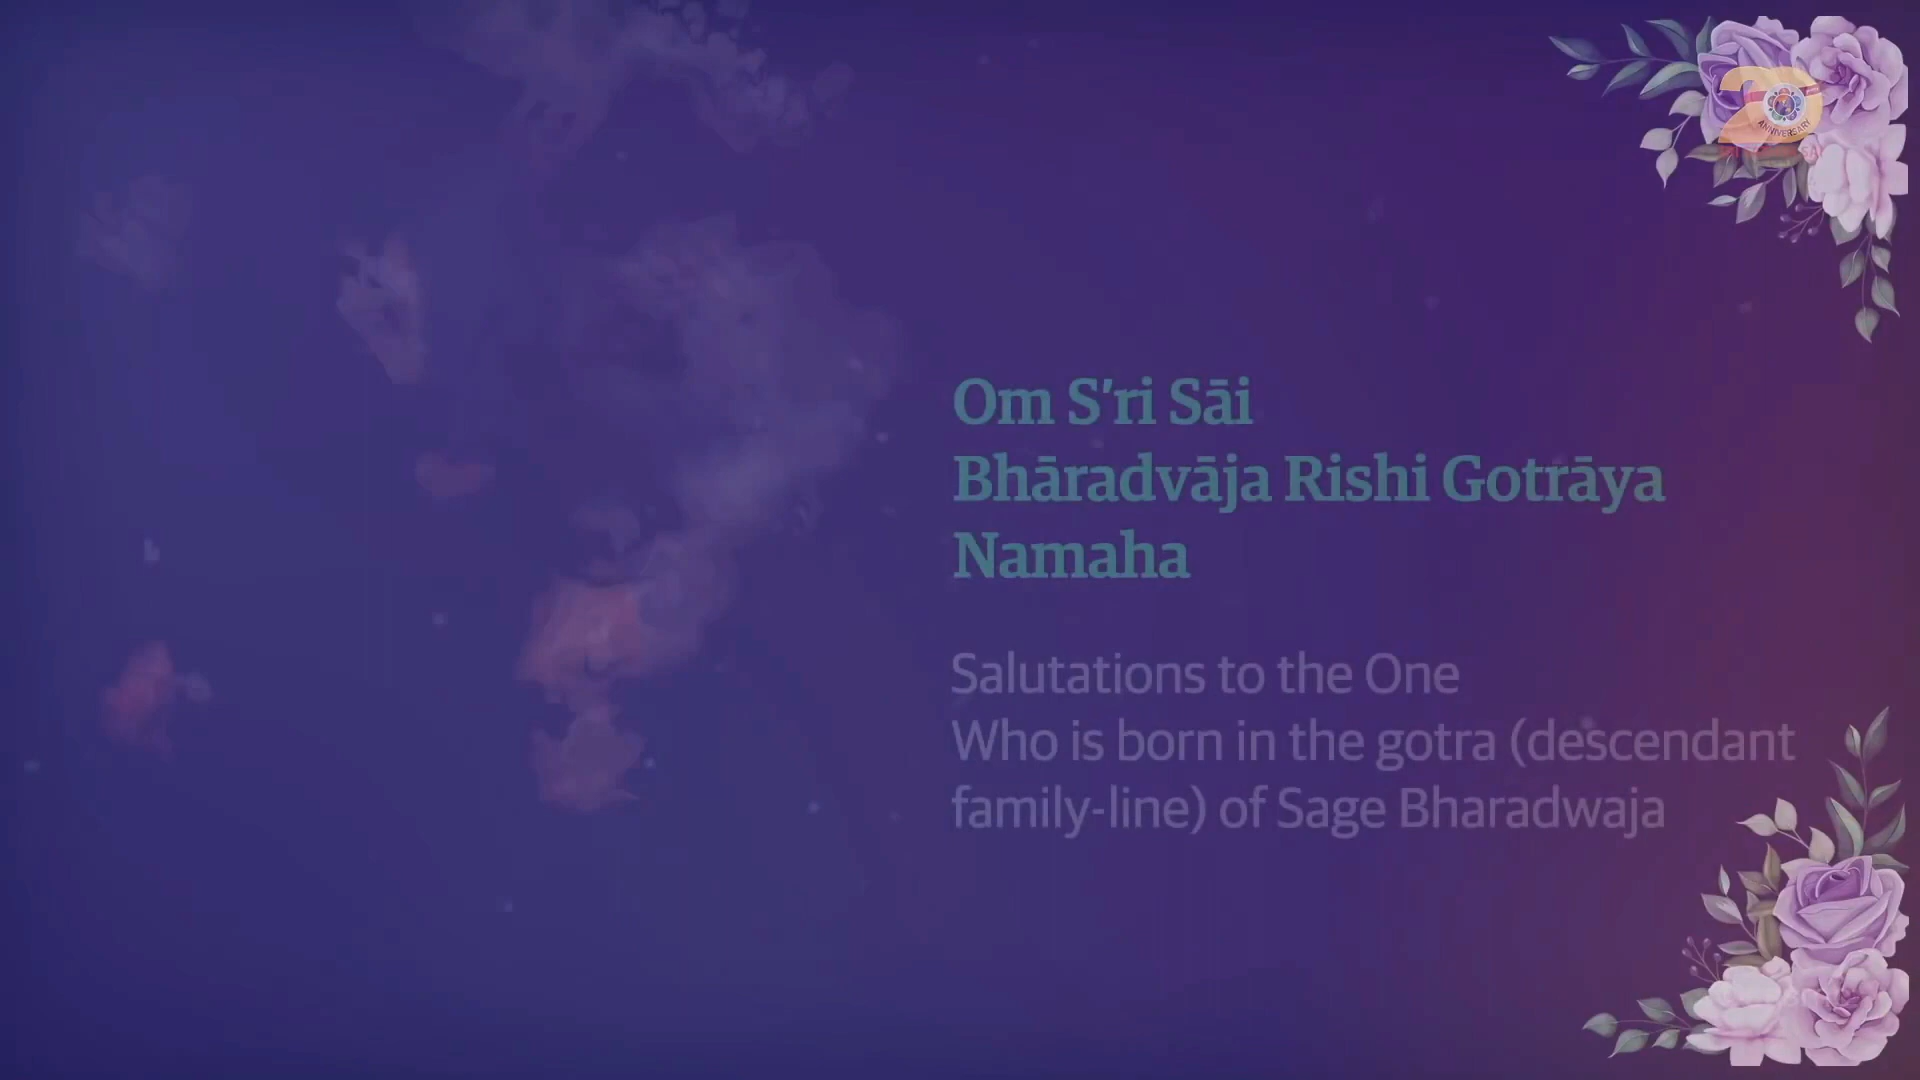 ANNIVERSARY
Om S'ri Sāi
Bhāradvāja Rishi Gotrāya
Namaha
Salutations to the One
Who is born in the gotra (descendant
family-line) of Sage Bharadwaja